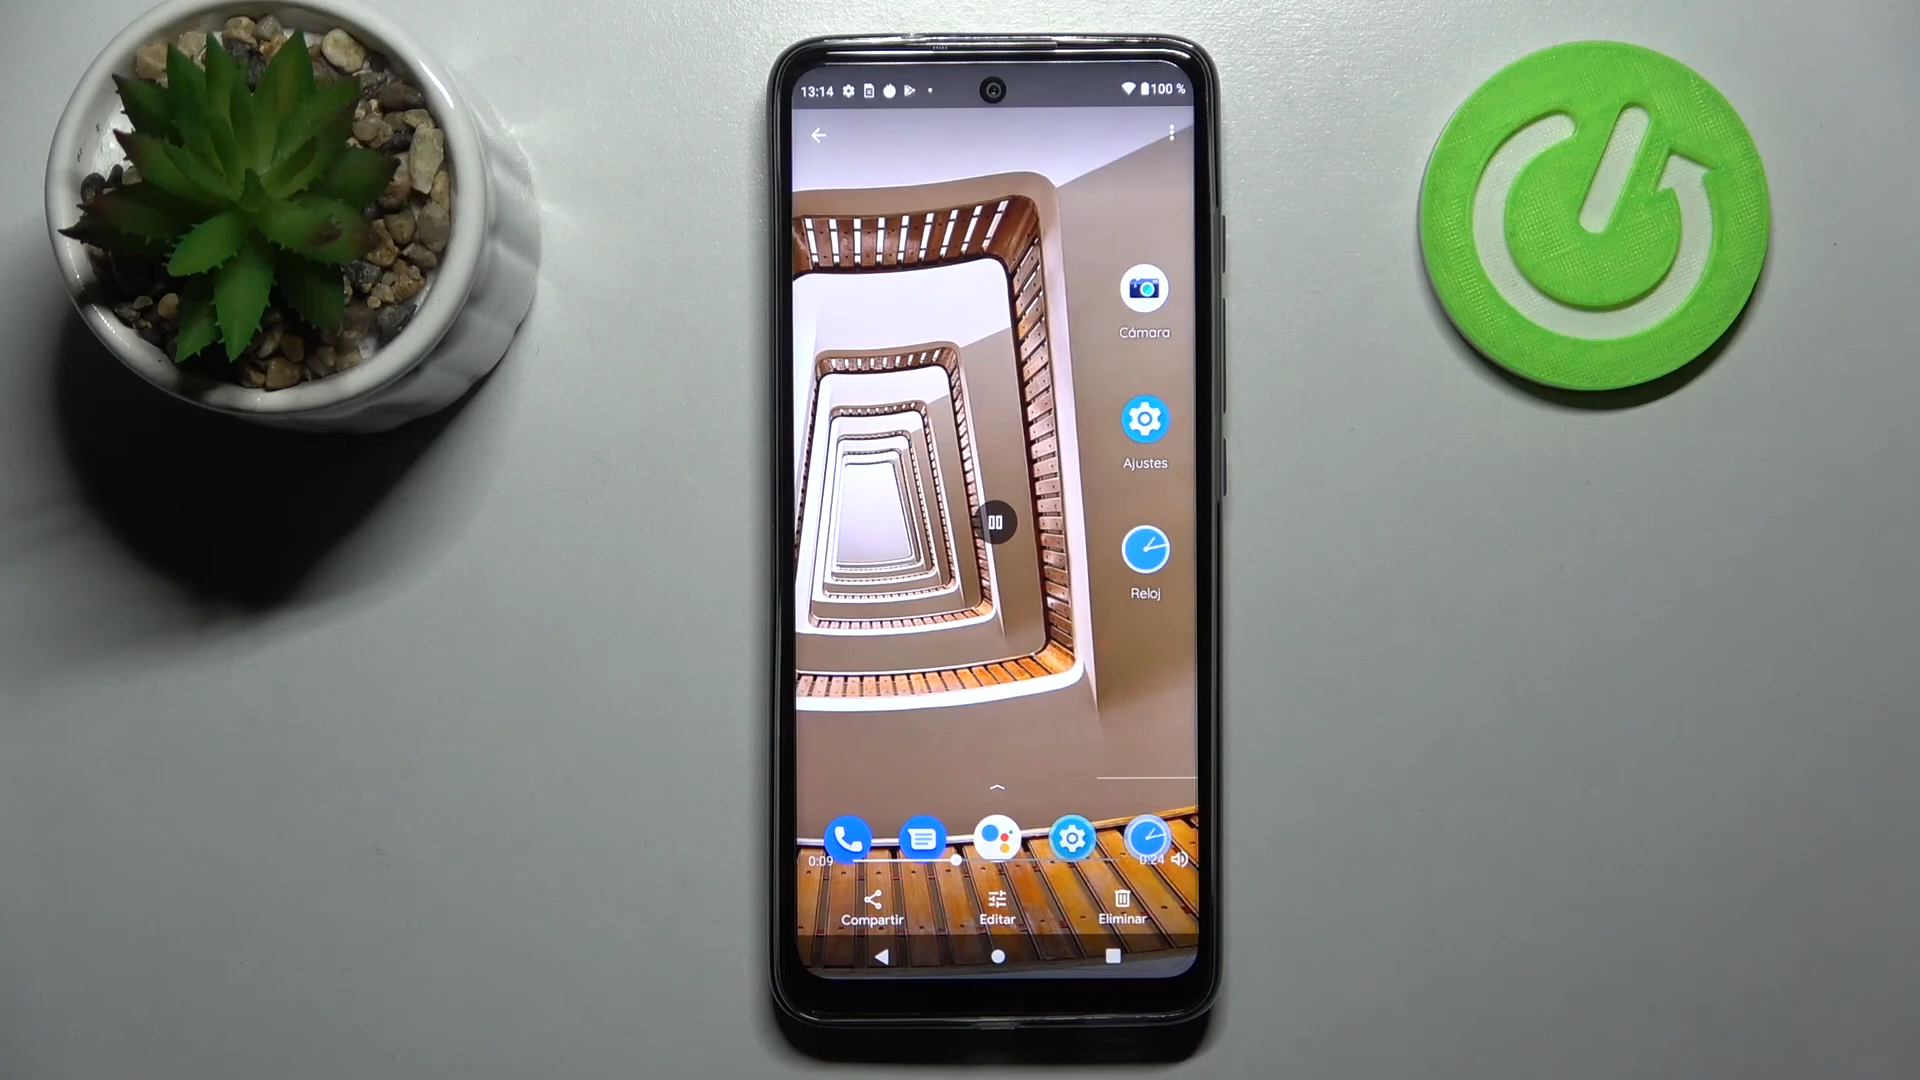 13:14
100 %
Cámara
Ajustes
Reloj
0:09
0:24
Compartir
Editar
Eliminar